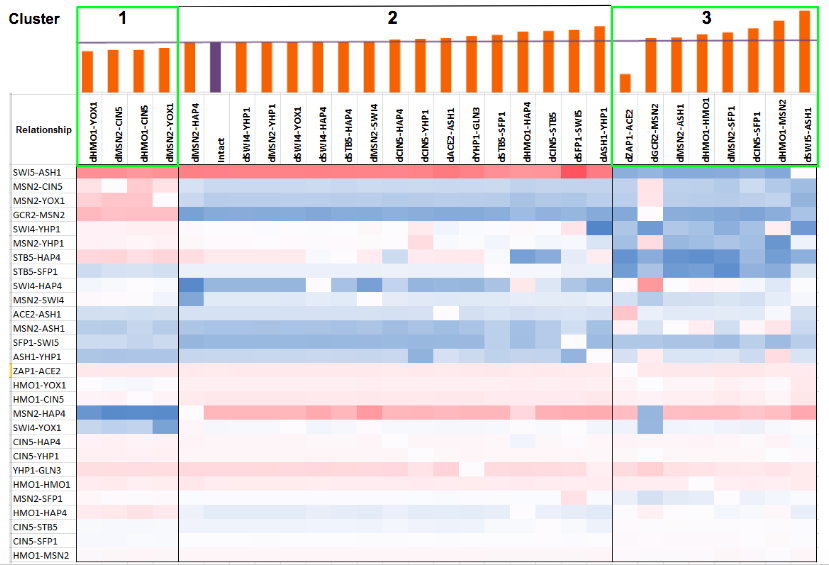 Cluster 1 2 3
Relationship
dHMO1-YOX1
dMSN2-CIN5
dHMO1-CIN5
dMSN2-YOX1
dMSN2-HAP4
Intact
dSWI4-YHP1
dMSN2-YHP1
dSWI4-YOX1
dSWI4-HAP4
dSTB5-HAP4
dMSN2-SWI4
dCIN5-HAP4
dCIN5-YHP1
dACE2-ASH1
dYHP1-GLN3
dSTB5-SFP1
dHMO1-HAP4
dCIN5-STB5
dSFP1-SWI5
dASH1-YHP1
dZAP1-ACE2
dGCR2-MSN2
dMSN2-ASH1
dHMO1-HMO1
dMSN2-SFP1
dCIN5-SFP1
dHMO1-MSN2
dSWI5-ASH1
SWI5-ASH1
MSN2-CIN5
MSN2-YOX1
GCR2-MSN2
SWI4-YHP1
MSN2-YHP1
STB5-HAP4
STB5-SFP1
SWI4-HAP4
MSN2-SWI4
ACE2-ASH1
MSN2-ASH1
SFP1-SWI5
ASH1-YHP1
ZAP1-ACE2
HMO1-YOX1
HMO1-CIN5
MSN2-HAP4
SWI4-YOX1
CIN5-HAP4
CIN5-YHP1
YHP1-GLN3
HMO1-HMO1
MSN2-SFP1
HMO1-HAP4
CIN5-STB5
CIN5-SFP1
HMO1-MSN2